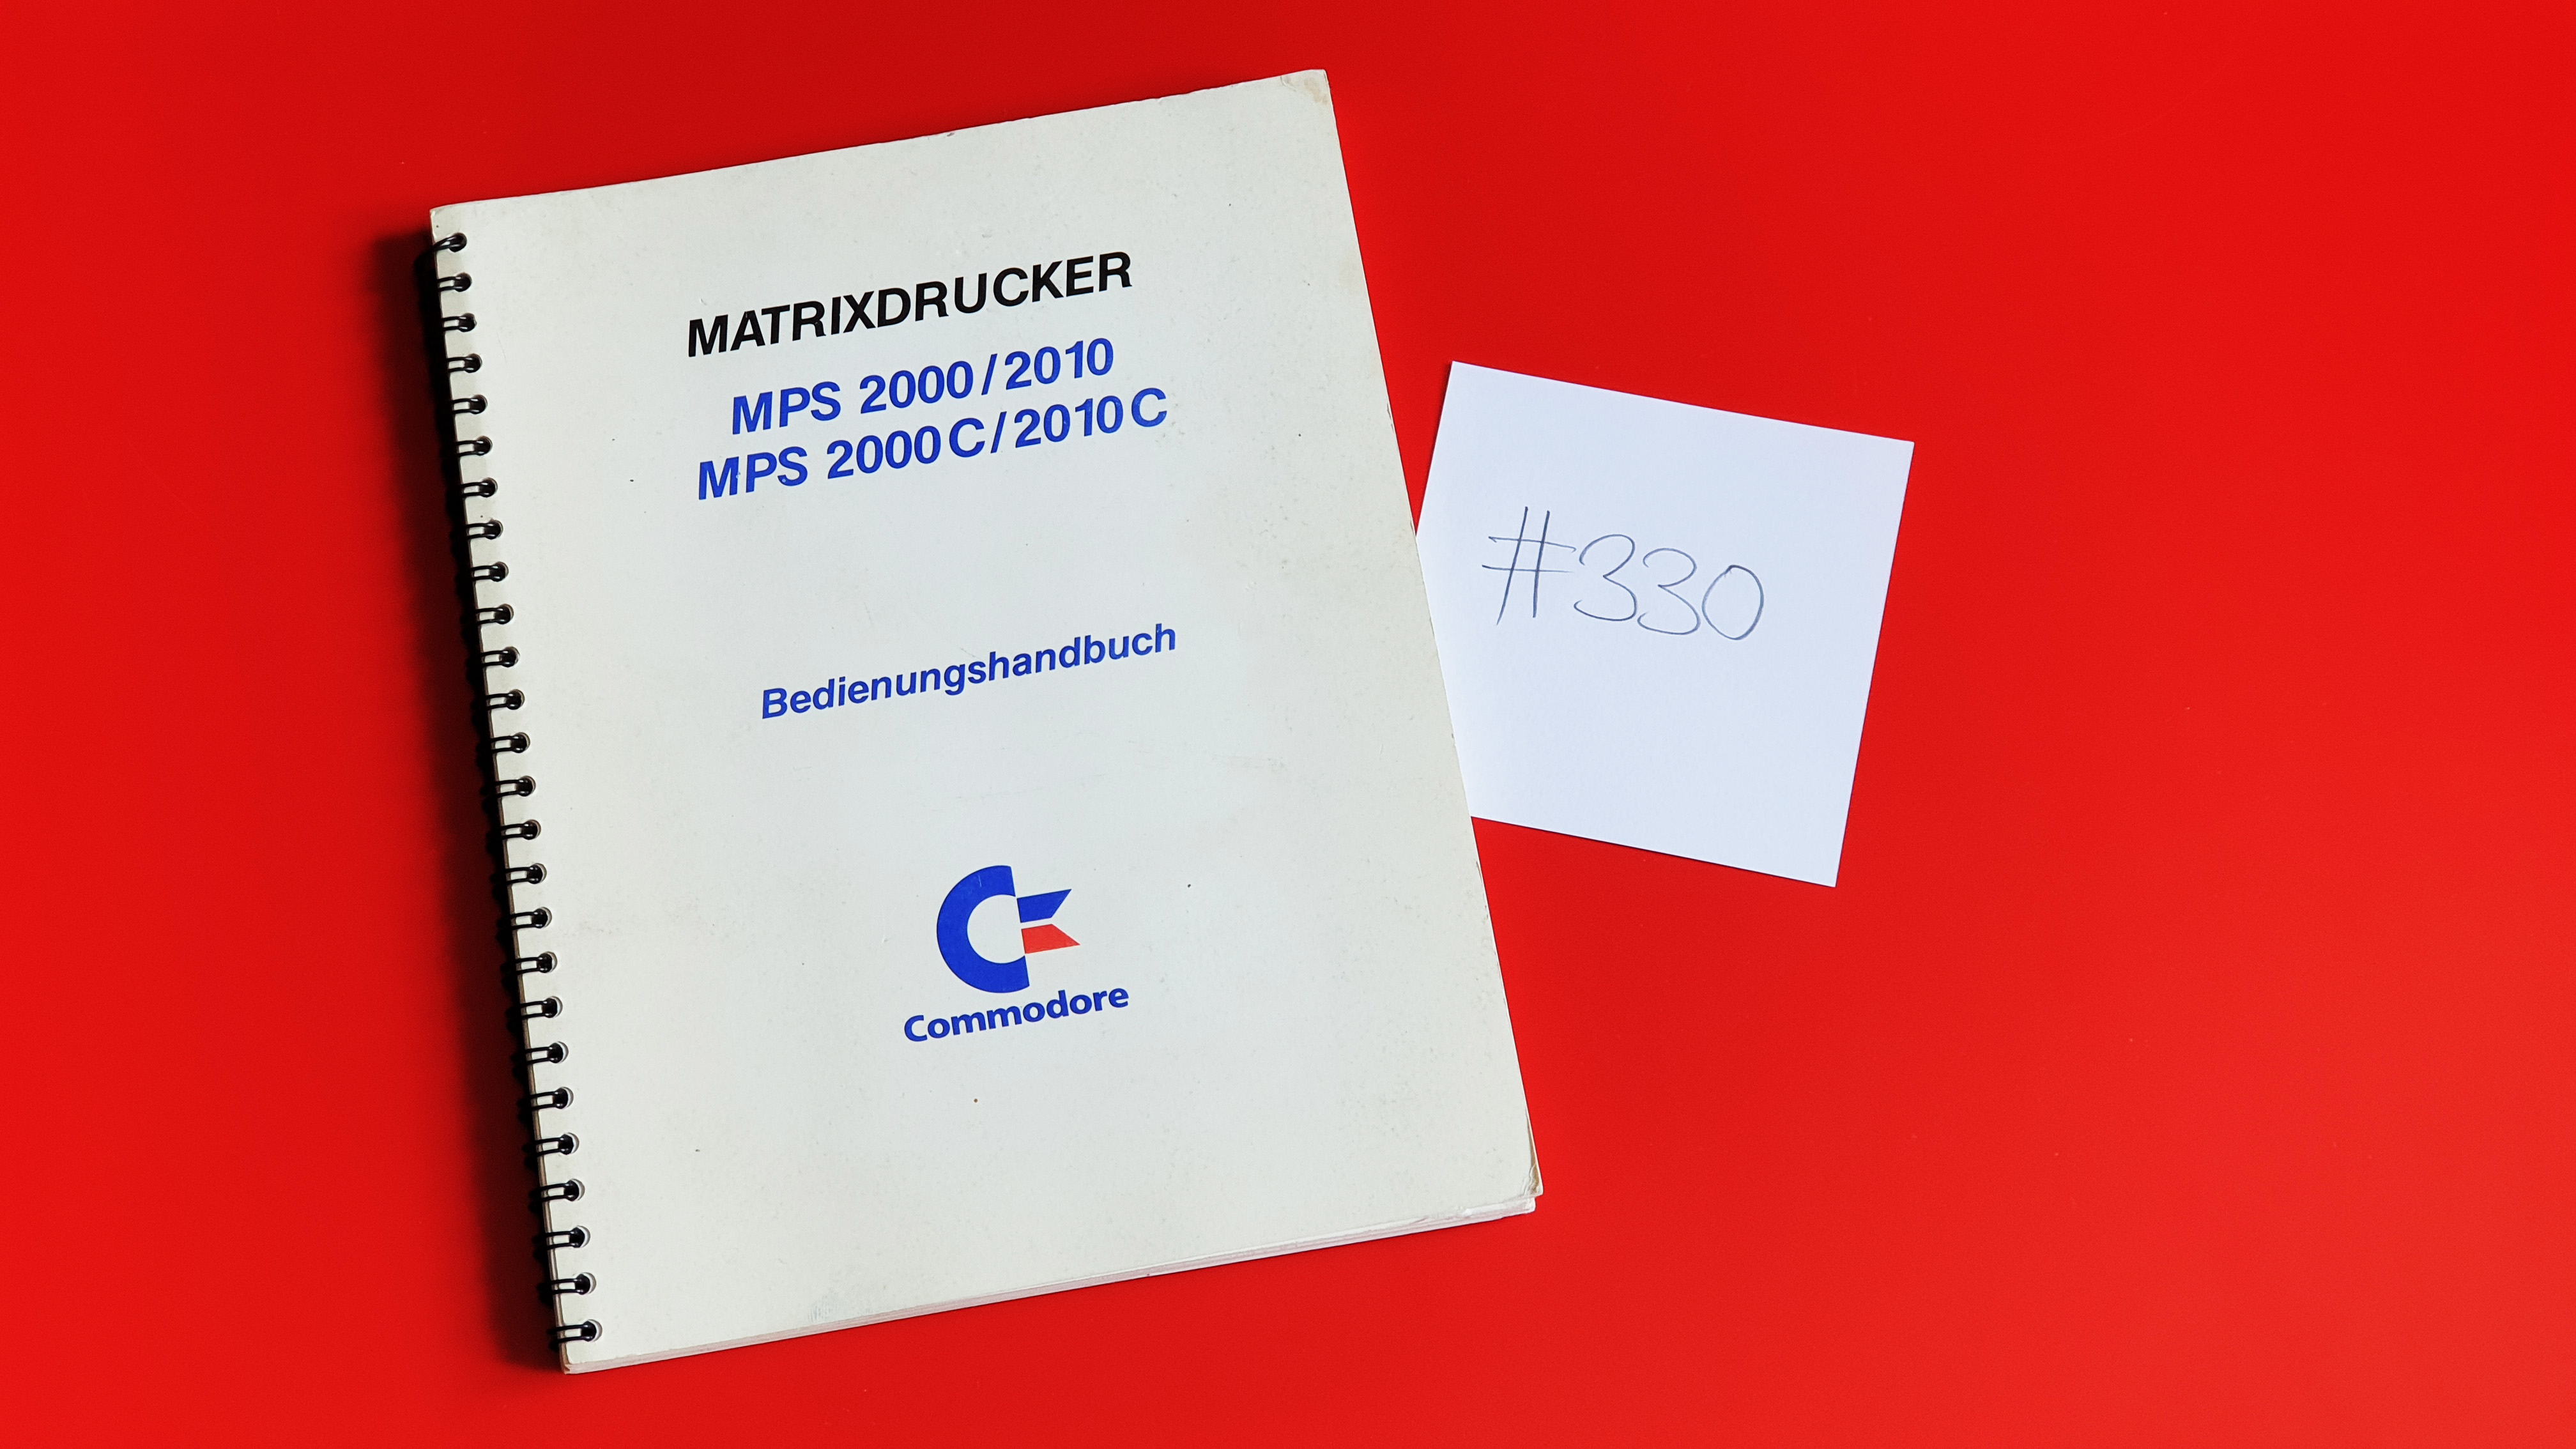 MATRIXDRUCKER
MPS 2000/2010
MPS 2000C/2010C
Bedienungshandbuch
Commodore
#330